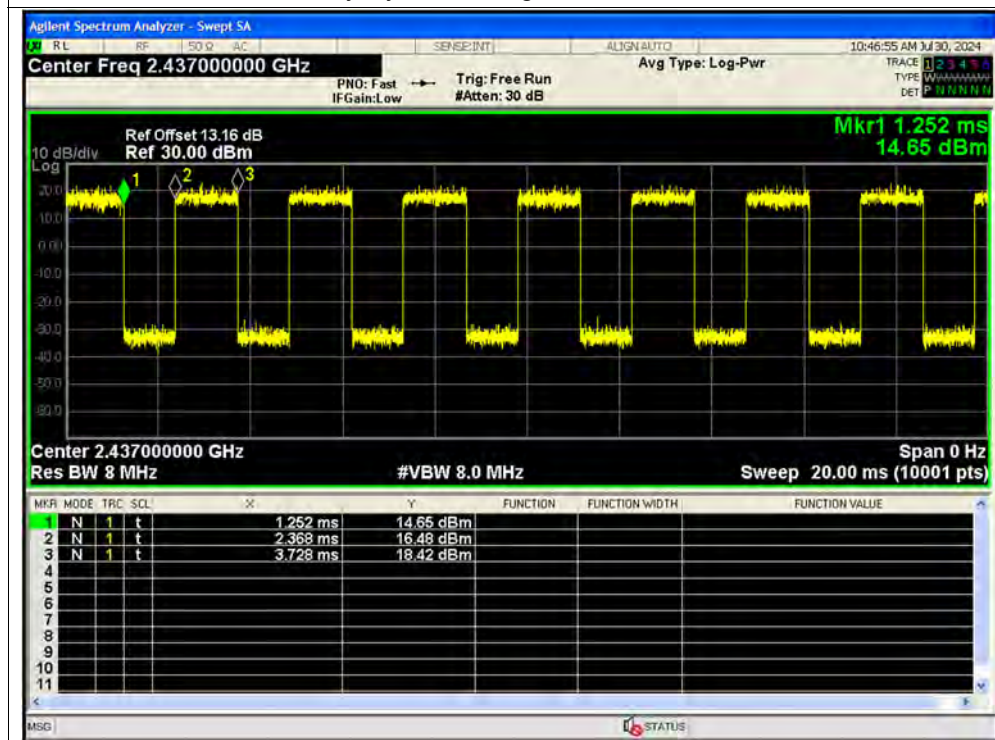 Agilent Spectrum Analyzer - Swept SA
RL RF 50 Ω AC SENSE:INT ALIGN AUTO 10:46:55 AM Jul 30, 2024
Center Freq 2.437000000 GHz
PNO: Fast
IFGain:Low
Trig: Free Run
#Atten: 30 dB
Avg Type: Log-Pwr
TRACE 1 2 3 4 5 6
TYPE W
DET P N N N N N
Mkr1 1.252 ms
14.65 dBm
Ref Offset 13.16 dB
10 dB/div Ref 30.00 dBm
Log
1 2 3
20.0
10.0
0.00
-10.0
-20.0
-30.0
-40.0
-50.0
-60.0
Center 2.437000000 GHz Span 0 Hz
Res BW 8 MHz #VBW 8.0 MHz Sweep 20.00 ms (10001 pts)
MKR MODE TRC SCL X Y FUNCTION FUNCTION WIDTH FUNCTION VALUE
1 N 1 t 1.252 ms 14.65 dBm
2 N 1 t 2.368 ms 16.48 dBm
3 N 1 t 3.728 ms 18.42 dBm
4
5
6
7
8
9
10
11
MSG STATUS